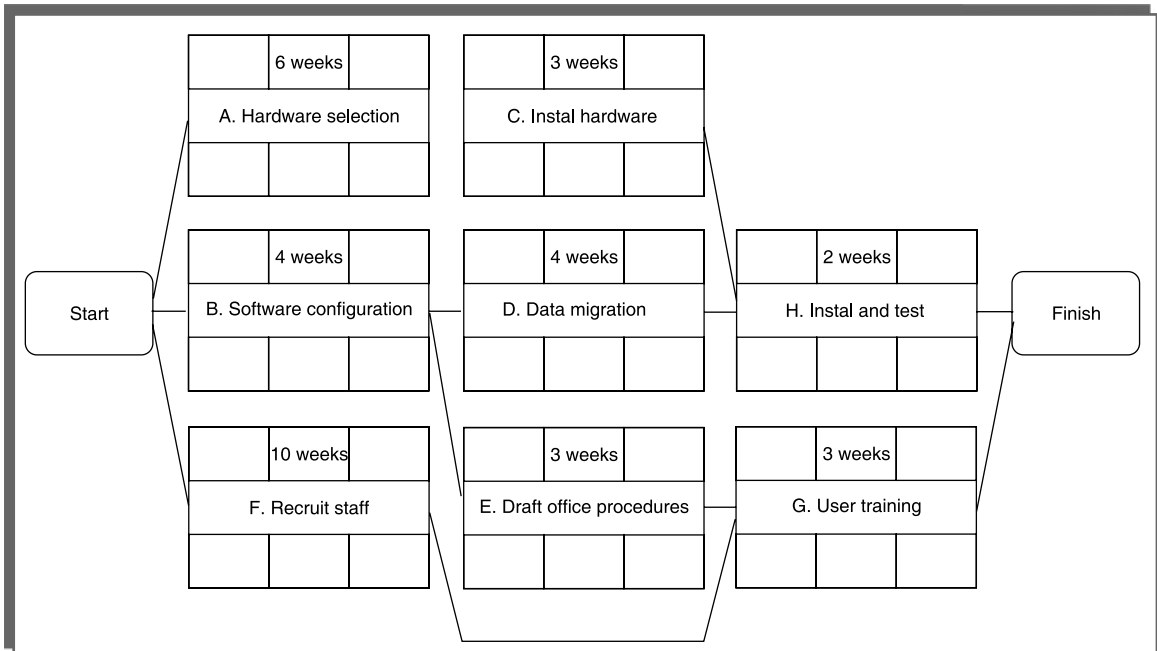 6 weeks
3 weeks
A. Hardware selection
C. Instal hardware
4 weeks
4 weeks
2 weeks
Start
B. Software configuration
D. Data migration
H. Instal and test
Finish
10 weeks
3 weeks
3 weeks
F. Recruit staff
E. Draft office procedures
G. User training